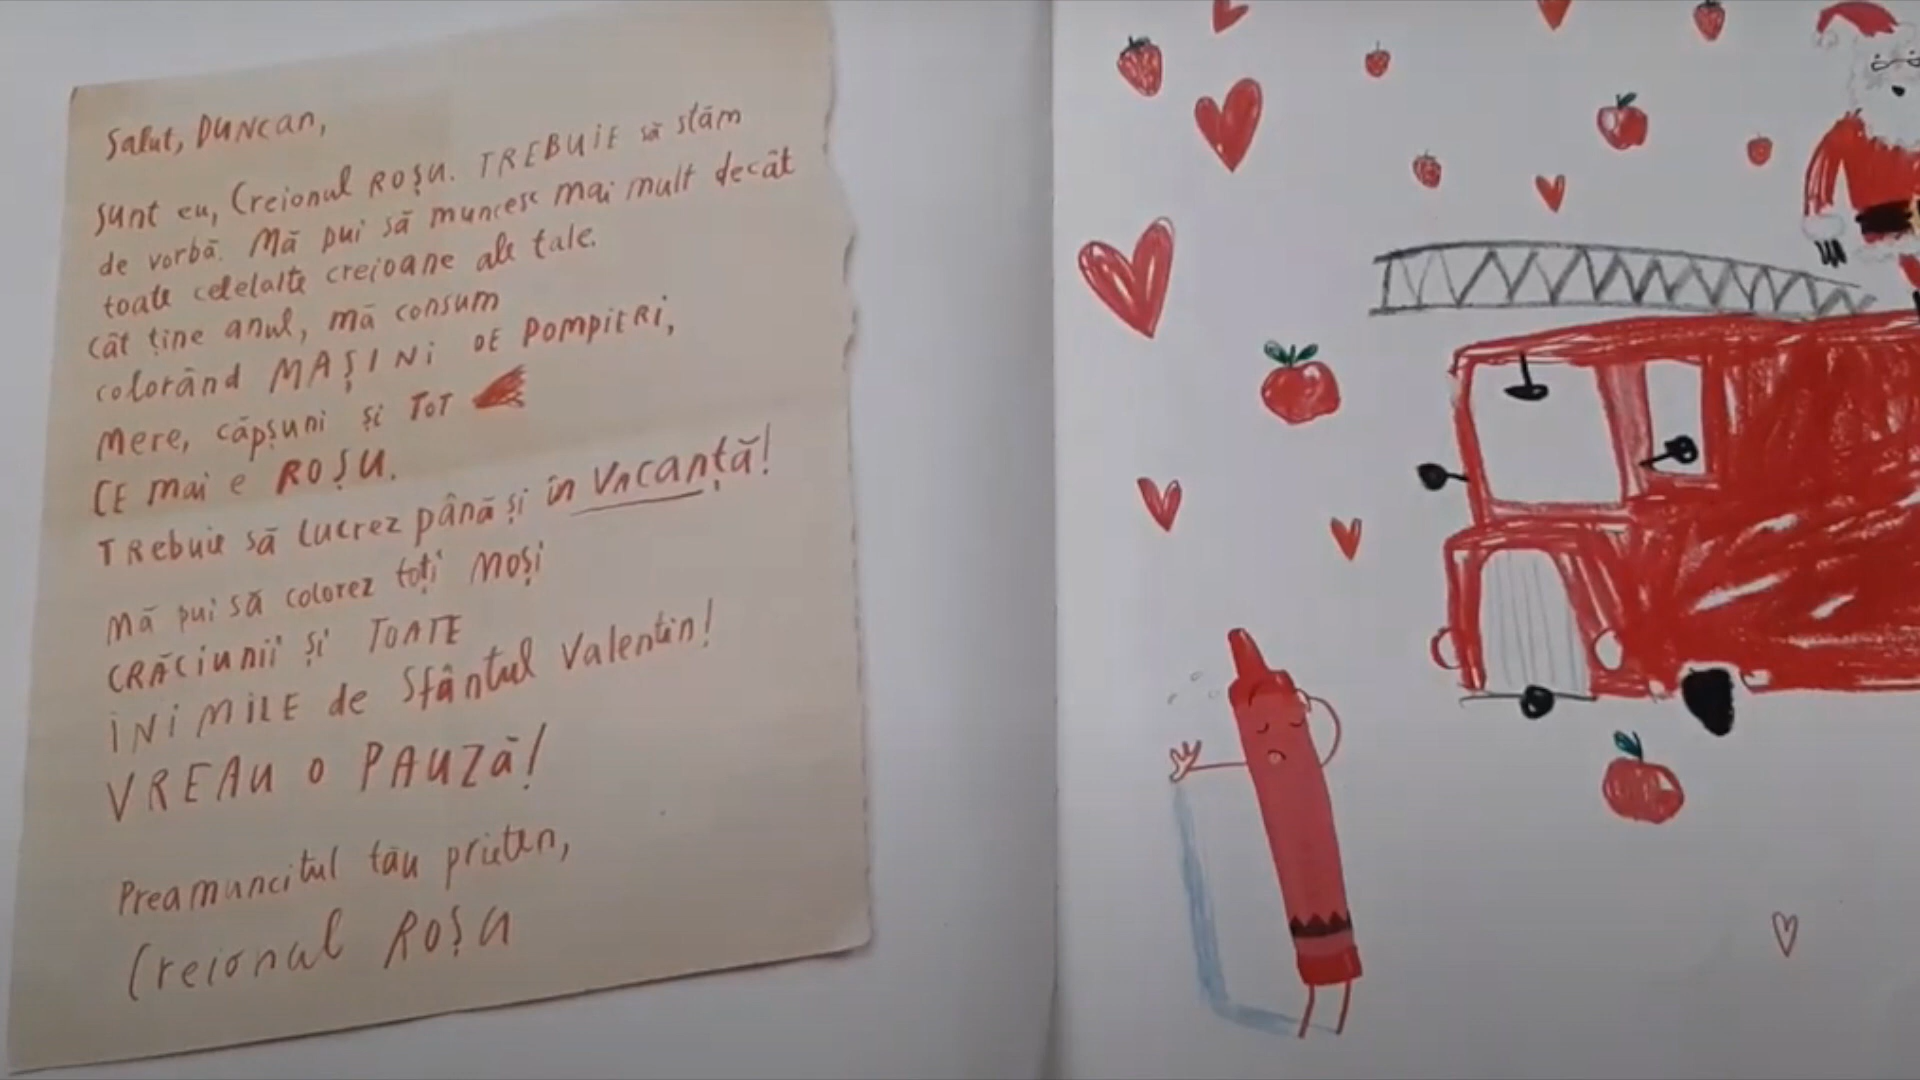 Salut, DUNCan,
Sunt eu, Creionul ROȘU. TREBUIE să stăm
de vorbă. Mă pui să muncesc mai mult decât
toate celelalte creioane ale tale.
Cât ține anul, mă consum
colorând MAȘINI DE POMPIERI,
Mere, căpșuni și TOT
CE mai e ROȘU.
TRebuie să lucrez până și în VACanță!
Mă pui să colorez toți Moși
CRĂCiunii și TOATE
INIMILE de Sfântul Valentin!
VREAU o PAUZĂ!
Preamuncitul tău prieten,
Creionul ROȘU